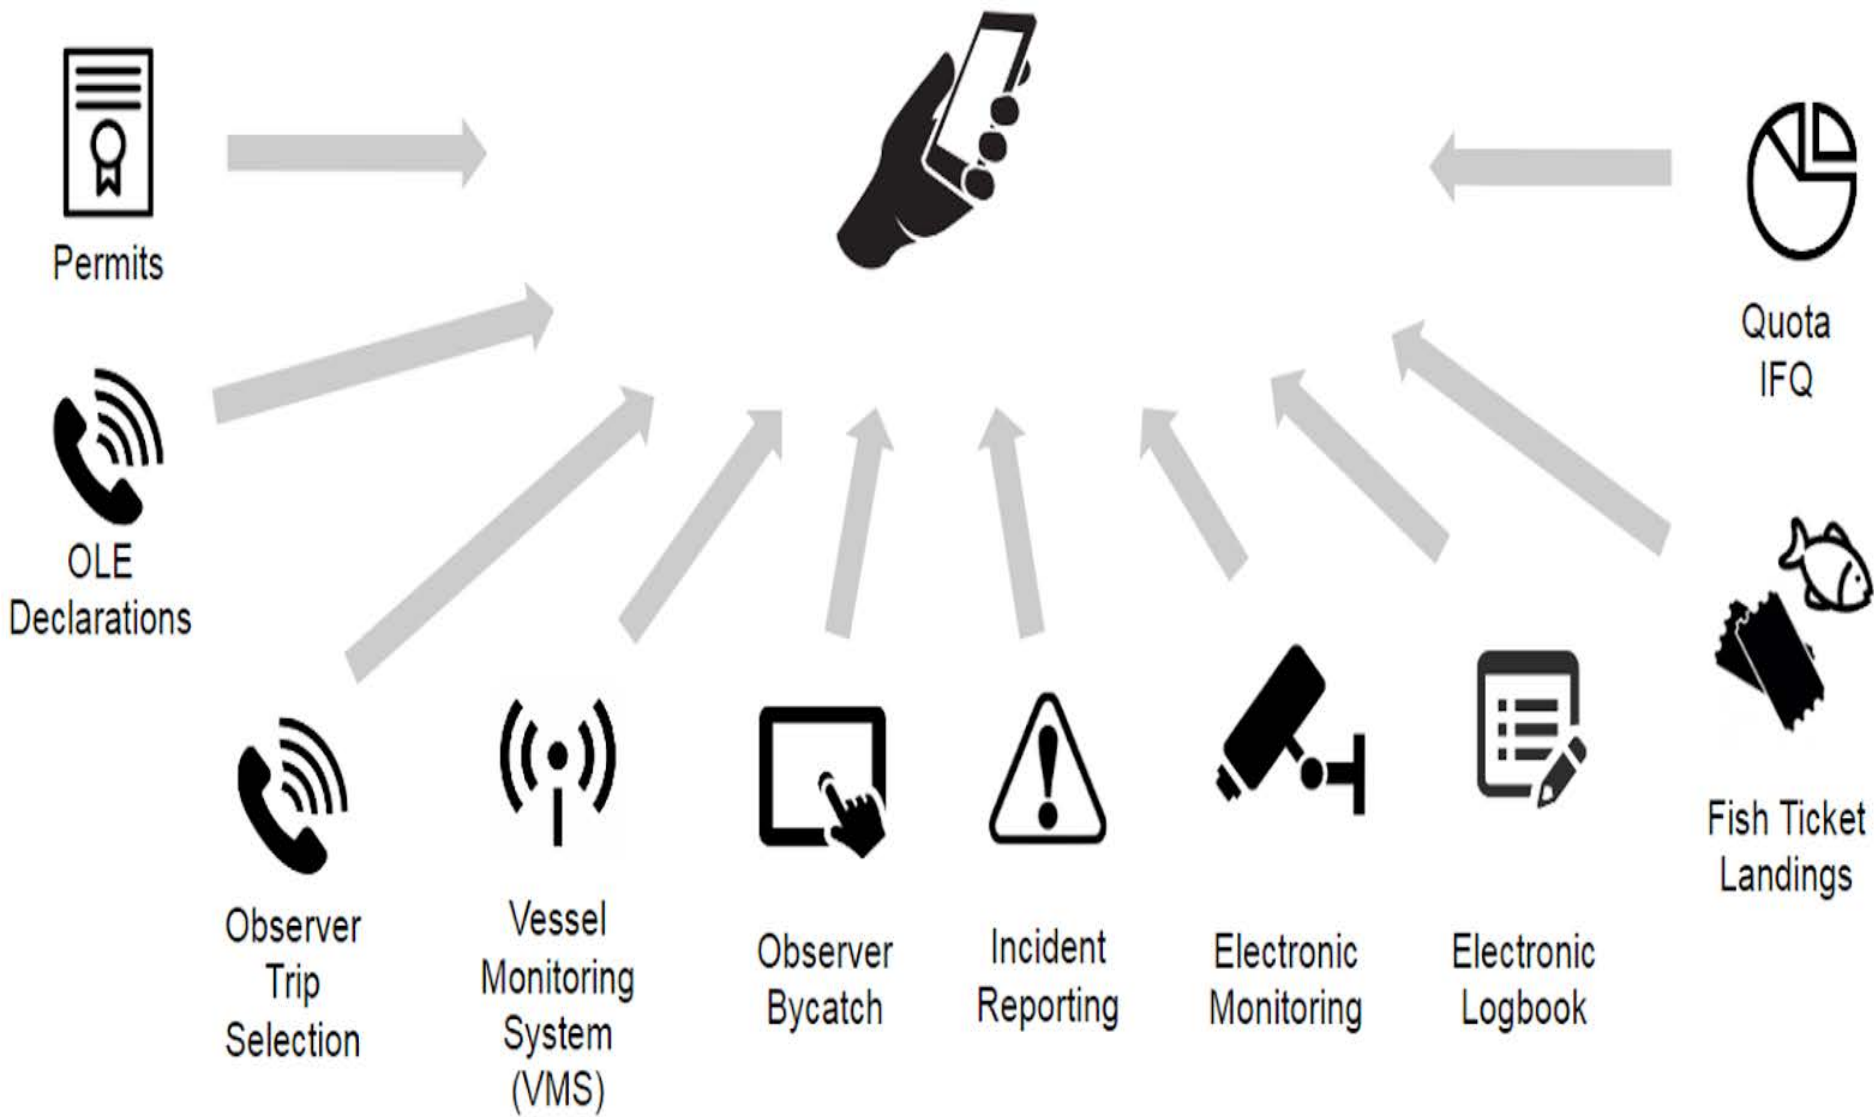 Permits
OLE
Declarations
Observer
Trip
Selection
Vessel
Monitoring
System
(VMS)
Observer
Bycatch
Incident
Reporting
Electronic
Monitoring
Electronic
Logbook
Fish Ticket
Landings
Quota
IFQ